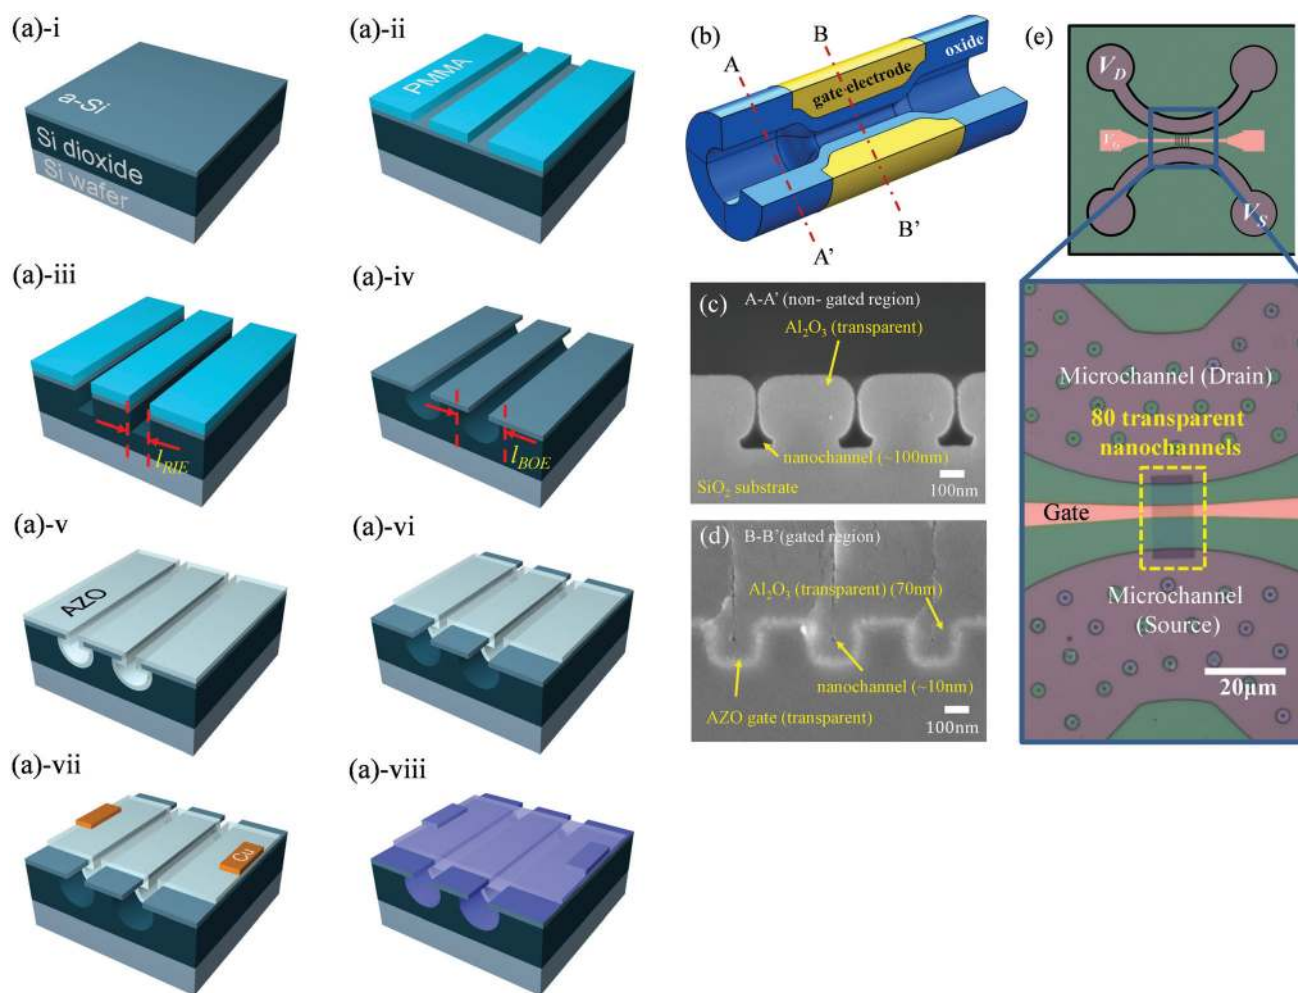 (a)-i
a-Si
Si dioxide
Si wafer
(a)-ii
PMMA
(a)-iii
l_RIE
(a)-iv
l_BOE
(a)-v
AZO
(a)-vi
(a)-vii
Cu
(a)-viii
(b)
A
B
gate electrode
oxide
A'
B'
(c)
A-A' (non- gated region)
Al₂O₃ (transparent)
nanochannel (~100nm)
SiO₂ substrate
100nm
(d)
B-B'(gated region)
Al₂O₃ (transparent) (70nm)
nanochannel (~10nm)
AZO gate (transparent)
100nm
(e)
V_D
V_G
V_S
Microchannel (Drain)
80 transparent
nanochannels
Gate
Microchannel
(Source)
20μm